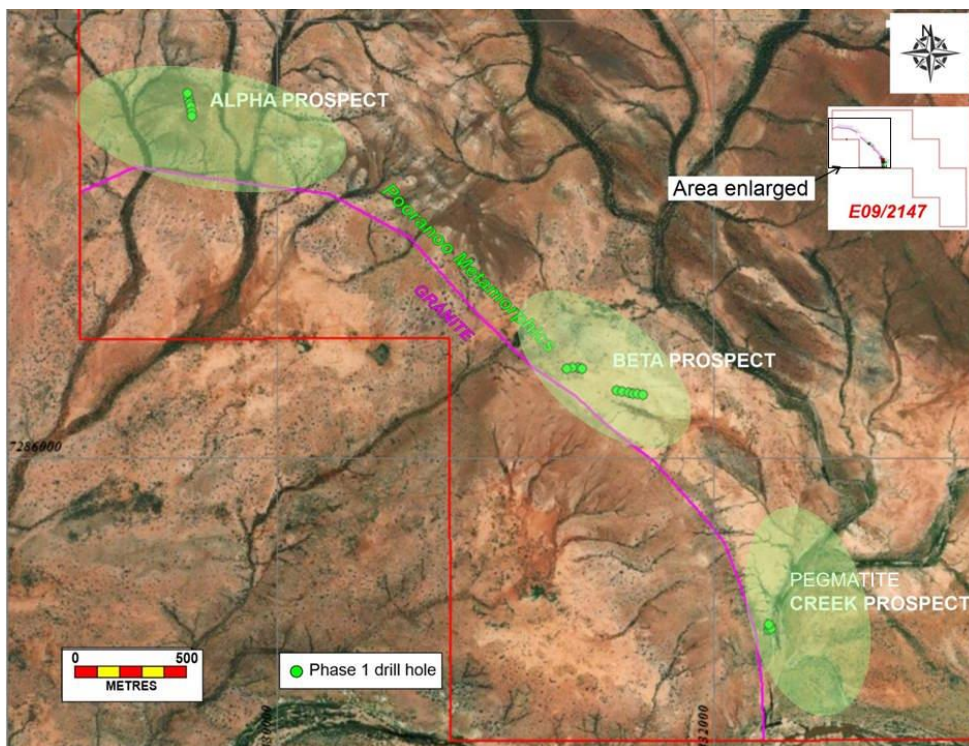 N
ALPHA PROSPECT
Area enlarged
E09/2147
Pooranoo Metamorphics
GRANITE
BETA PROSPECT
7286000
PEGMATITE
CREEK PROSPECT
0 500
METRES
Phase 1 drill hole
432000